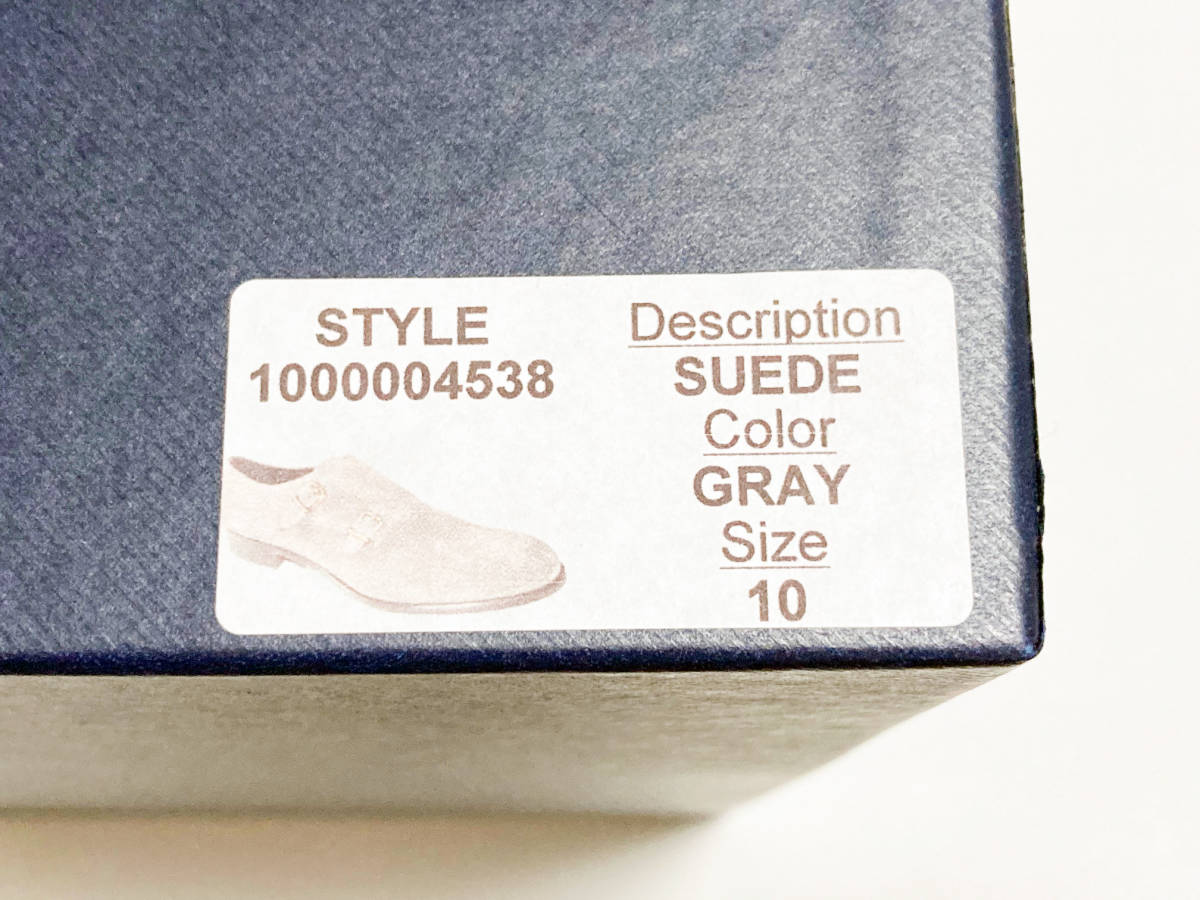 STYLE
1000004538
Description
SUEDE
Color
GRAY
Size
10